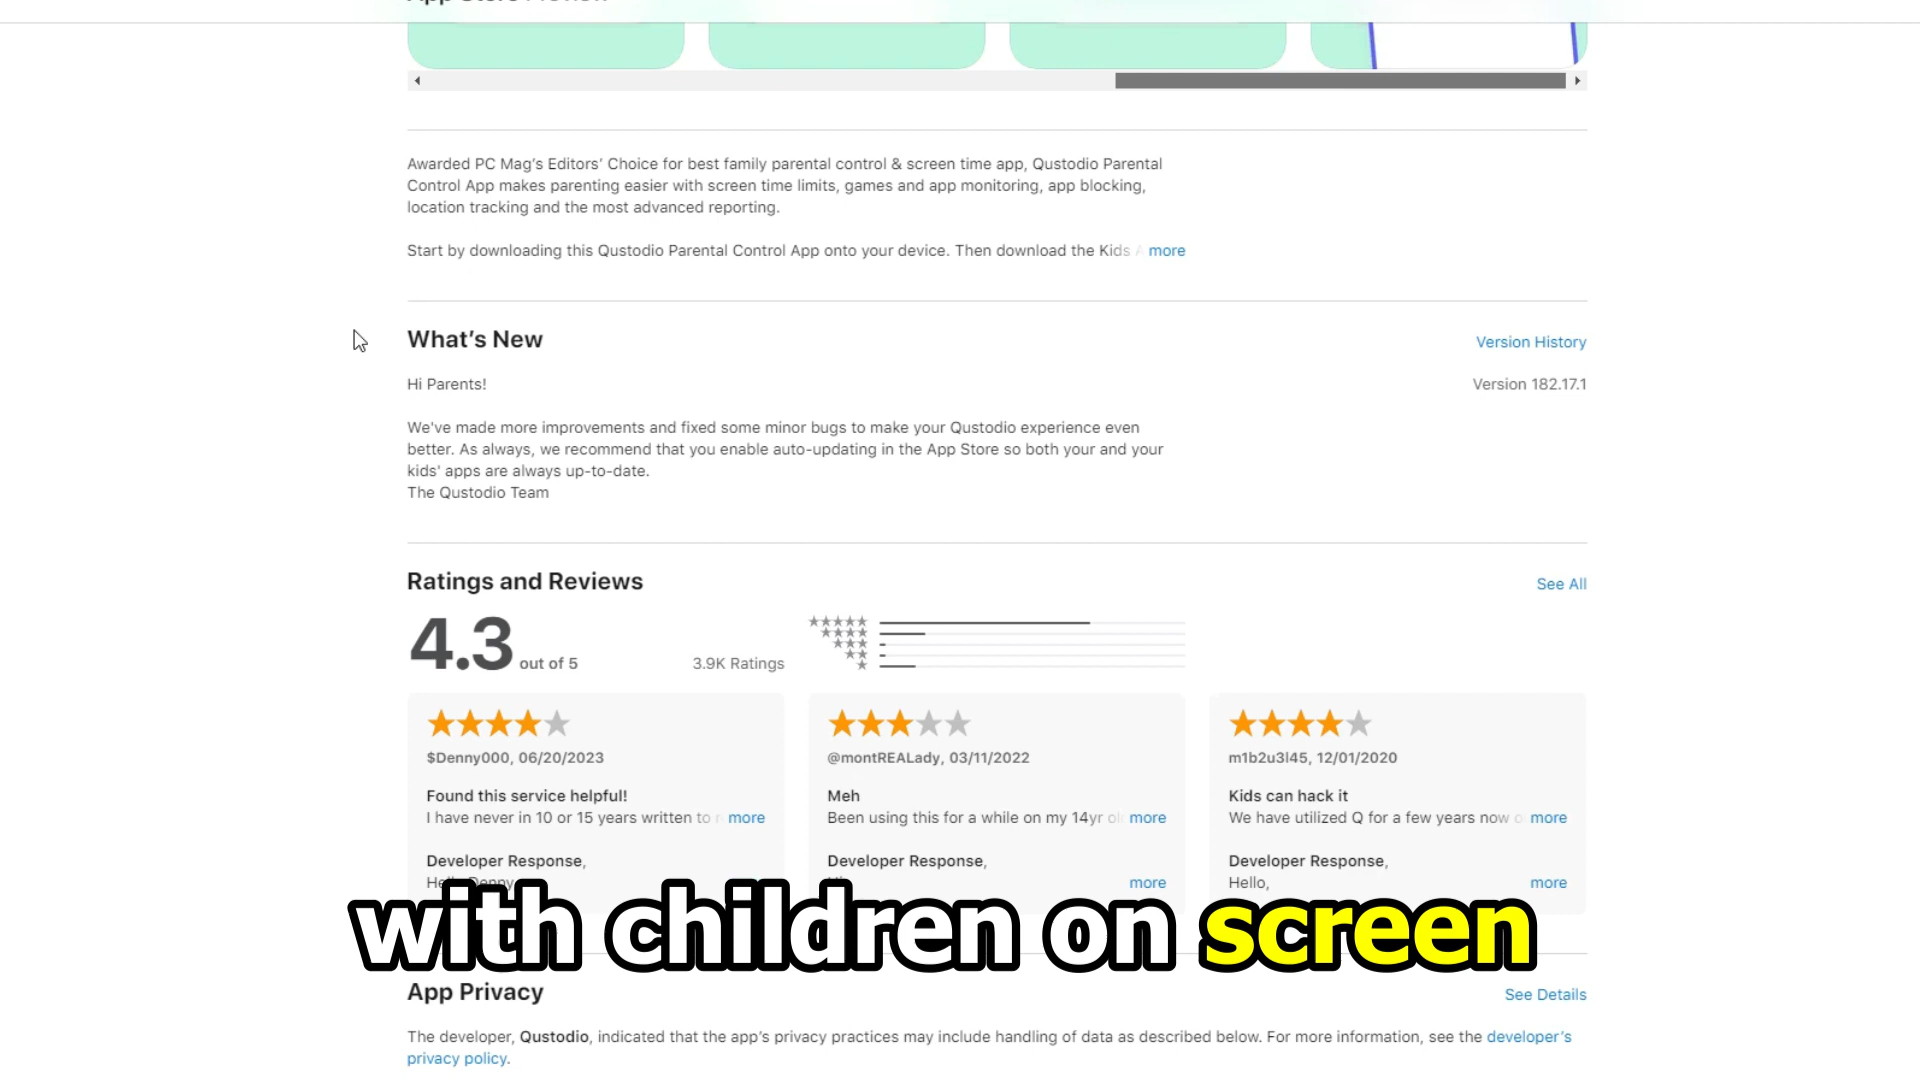 Awarded PC Mag's Editors' Choice for best family parental control & screen time app, Qustodio Parental
Control App makes parenting easier with screen time limits, games and app monitoring, app blocking,
location tracking and the most advanced reporting.
Start by downloading this Qustodio Parental Control App onto your device. Then download the Kids A more
What's New
Version History
Hi Parents!
Version 182.17.1
We've made more improvements and fixed some minor bugs to make your Qustodio experience even
better. As always, we recommend that you enable auto-updating in the App Store so both your and your
kids' apps are always up-to-date.
The Qustodio Team
Ratings and Reviews
See All
4.3 out of 5
3.9K Ratings
$Denny000, 06/20/2023
Found this service helpful!
I have never in 10 or 15 years written to more
Developer Response,
@montREALady, 03/11/2022
Meh
Been using this for a while on my 14yr more
Developer Response,
more
m1b2u3l45, 12/01/2020
Kids can hack it
We have utilized Q for a few years now more
Developer Response,
Hello, more
with children on screen
App Privacy
See Details
The developer, Qustodio, indicated that the app's privacy practices may include handling of data as described below. For more information, see the developer's
privacy policy.